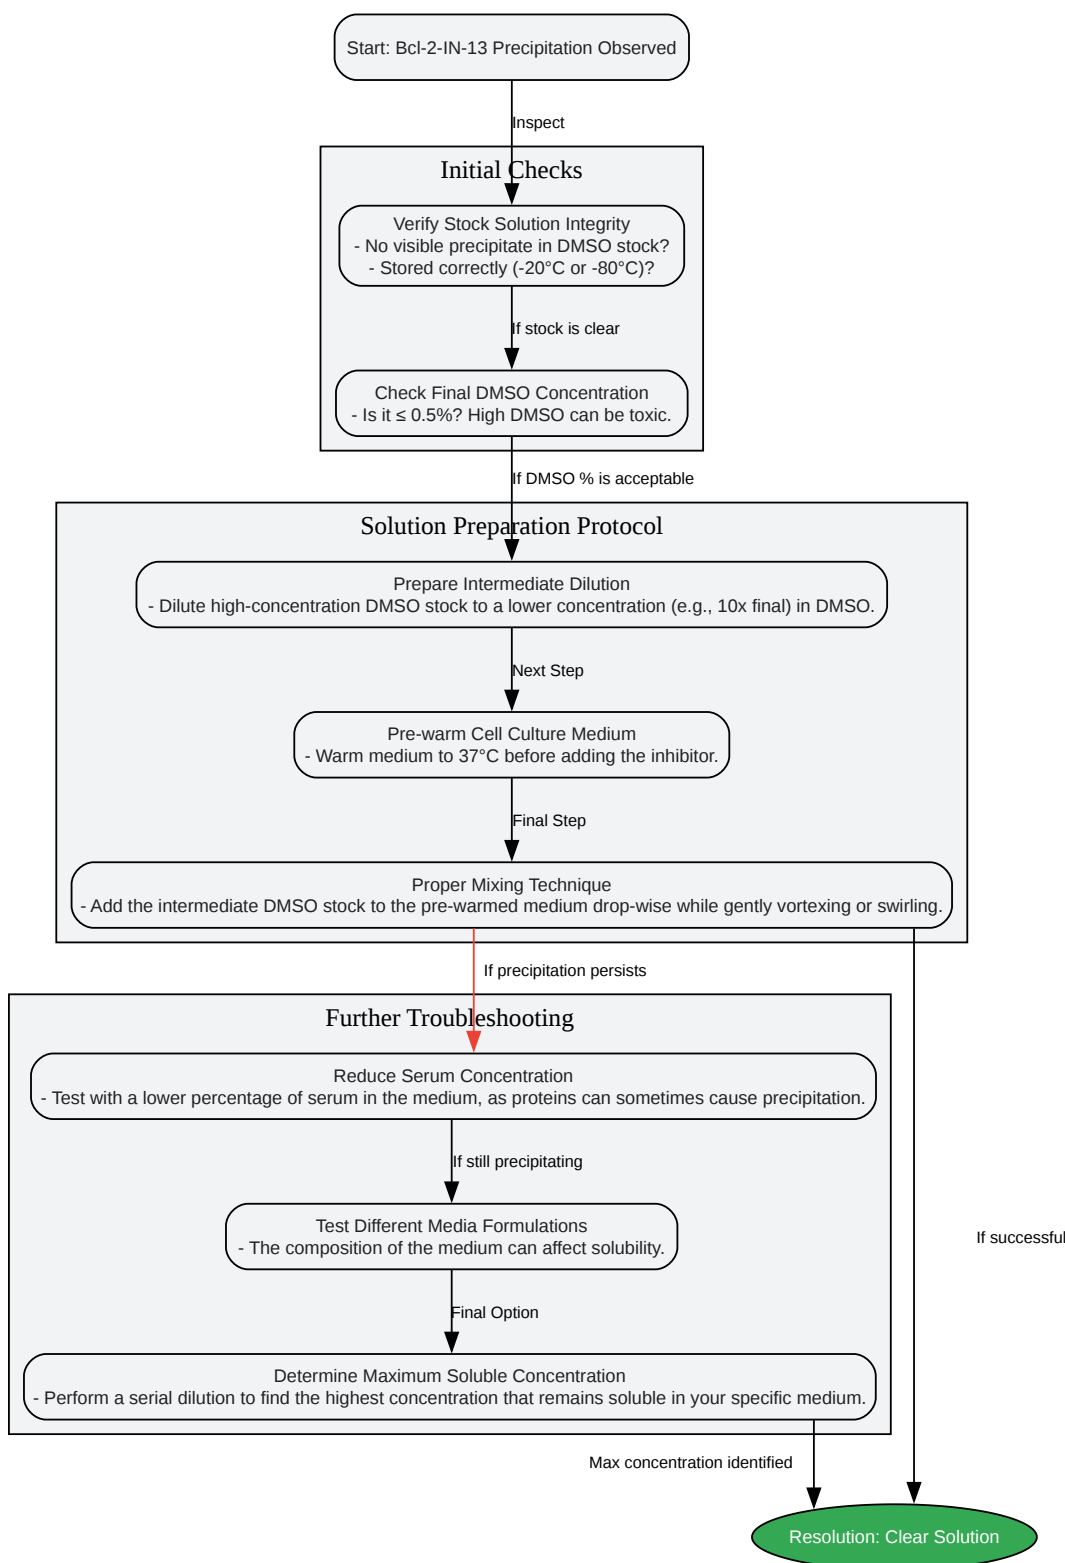 Start: Bcl-2-IN-13 Precipitation Observed
Inspect
Initial Checks
Verify Stock Solution Integrity
- No visible precipitate in DMSO stock?
- Stored correctly (-20°C or -80°C)?
If stock is clear
Check Final DMSO Concentration
- Is it ≤ 0.5%? High DMSO can be toxic.
If DMSO % is acceptable
Solution Preparation Protocol
Prepare Intermediate Dilution
- Dilute high-concentration DMSO stock to a lower concentration (e.g., 10x final) in DMSO.
Next Step
Pre-warm Cell Culture Medium
- Warm medium to 37°C before adding the inhibitor.
Final Step
Proper Mixing Technique
- Add the intermediate DMSO stock to the pre-warmed medium drop-wise while gently vortexing or swirling.
If precipitation persists
Further Troubleshooting
Reduce Serum Concentration
- Test with a lower percentage of serum in the medium, as proteins can sometimes cause precipitation.
If still precipitating
Test Different Media Formulations
- The composition of the medium can affect solubility.
If successful
Final Option
Determine Maximum Soluble Concentration
- Perform a serial dilution to find the highest concentration that remains soluble in your specific medium.
Max concentration identified
Resolution: Clear Solution